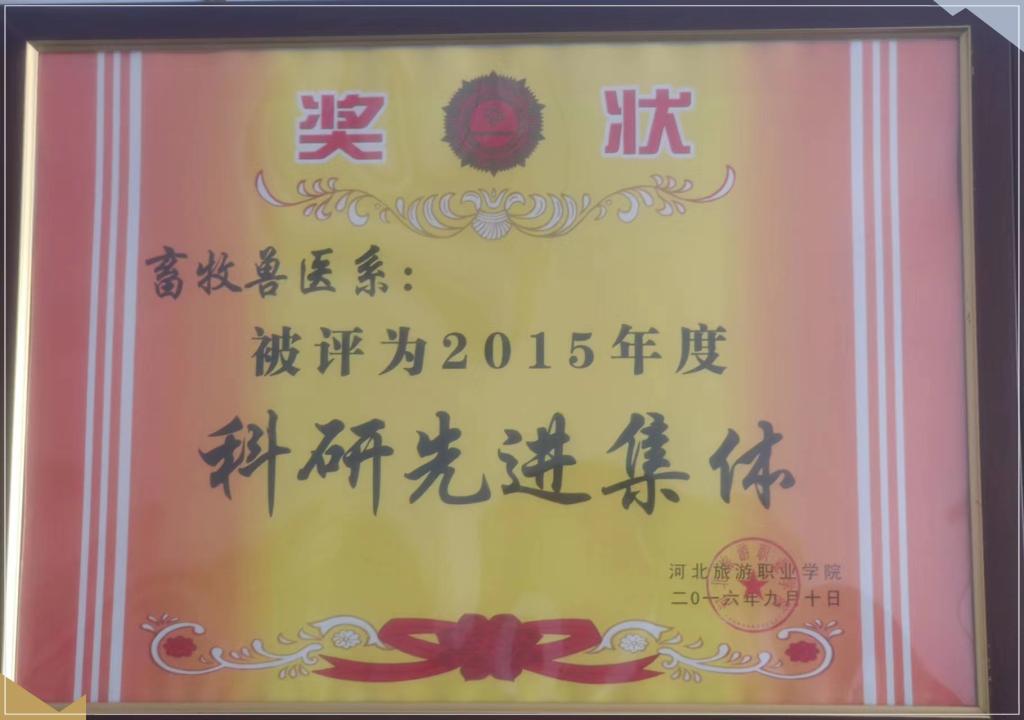 奖状
畜牧兽医系：
被评为2015年度
科研先进集体
河北旅游职业学院
二0一六年九月十日